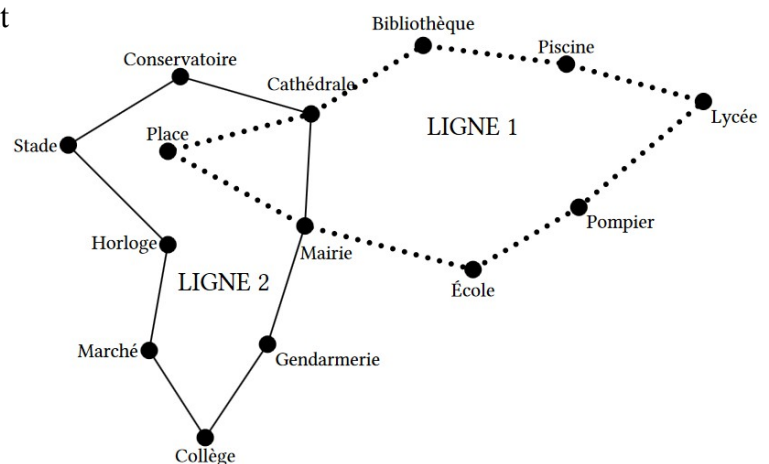 t
Bibliothèque
Piscine
Conservatoire
Cathédrale
Lycée
LIGNE 1
Place
Stade
Pompier
Horloge
Mairie
LIGNE 2
École
Marché
Gendarmerie
Collège